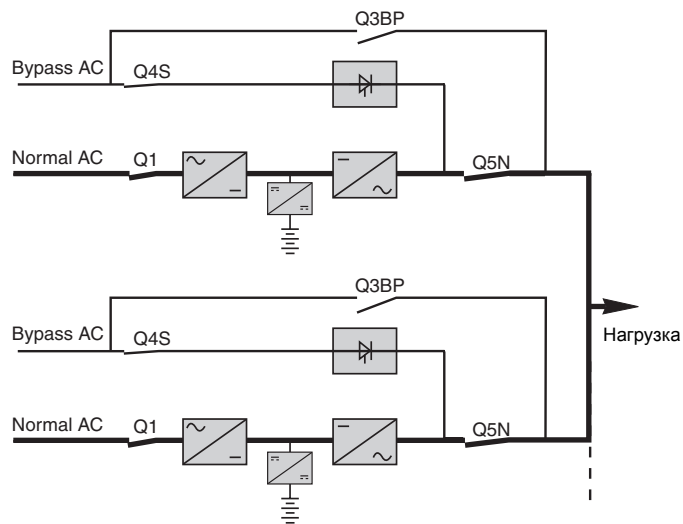 Q3BP
Bypass AC
Q4S
Normal AC
Q1
Q5N
Q3BP
Нагрузка
Bypass AC
Q4S
Normal AC
Q1
Q5N